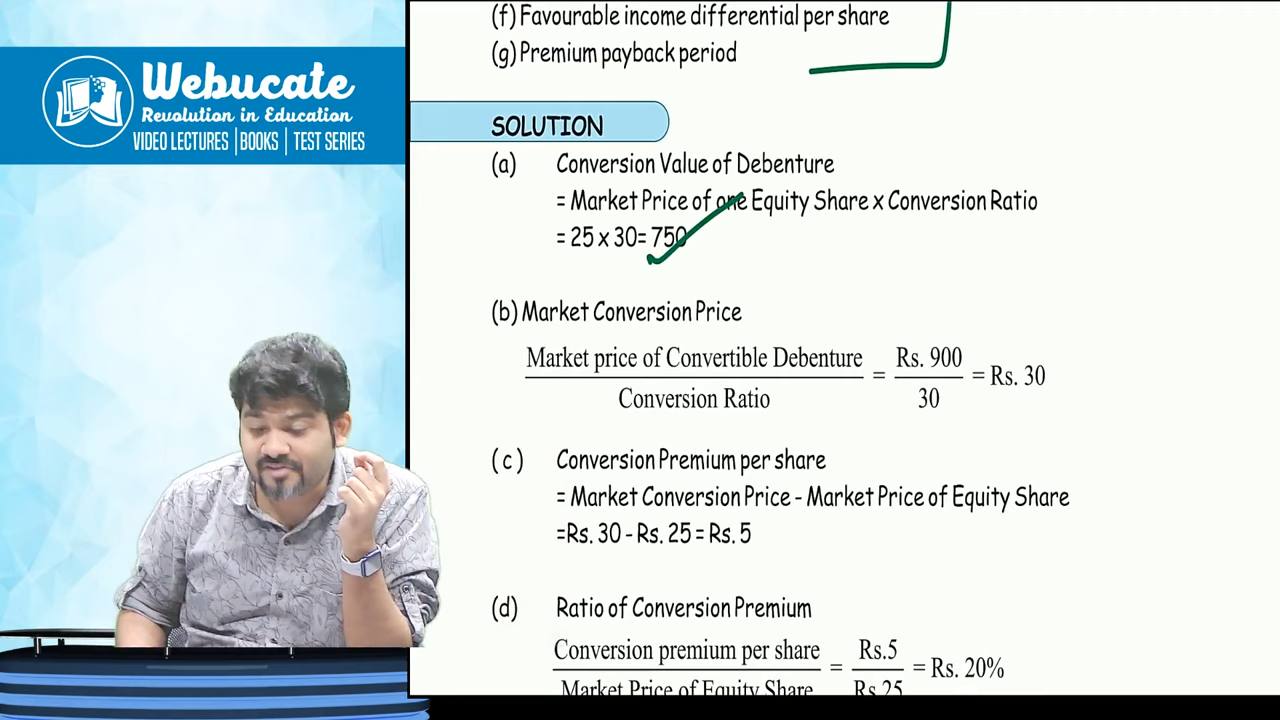 (f) Favourable income differential per share
(g) Premium payback period
Webucate
Revolution in Education
VIDEO LECTURES | BOOKS | TEST SERIES
SOLUTION
(a) Conversion Value of Debenture
= Market Price of one Equity Share x Conversion Ratio
= 25 x 30= 750
(b) Market Conversion Price
Market price of Convertible Debenture = Rs. 900 = Rs. 30
Conversion Ratio 30
(c) Conversion Premium per share
= Market Conversion Price - Market Price of Equity Share
=Rs. 30 - Rs. 25 = Rs. 5
(d) Ratio of Conversion Premium
Conversion premium per share = Rs.5 = Rs. 20%
Market Price of Equity Share Rs.25